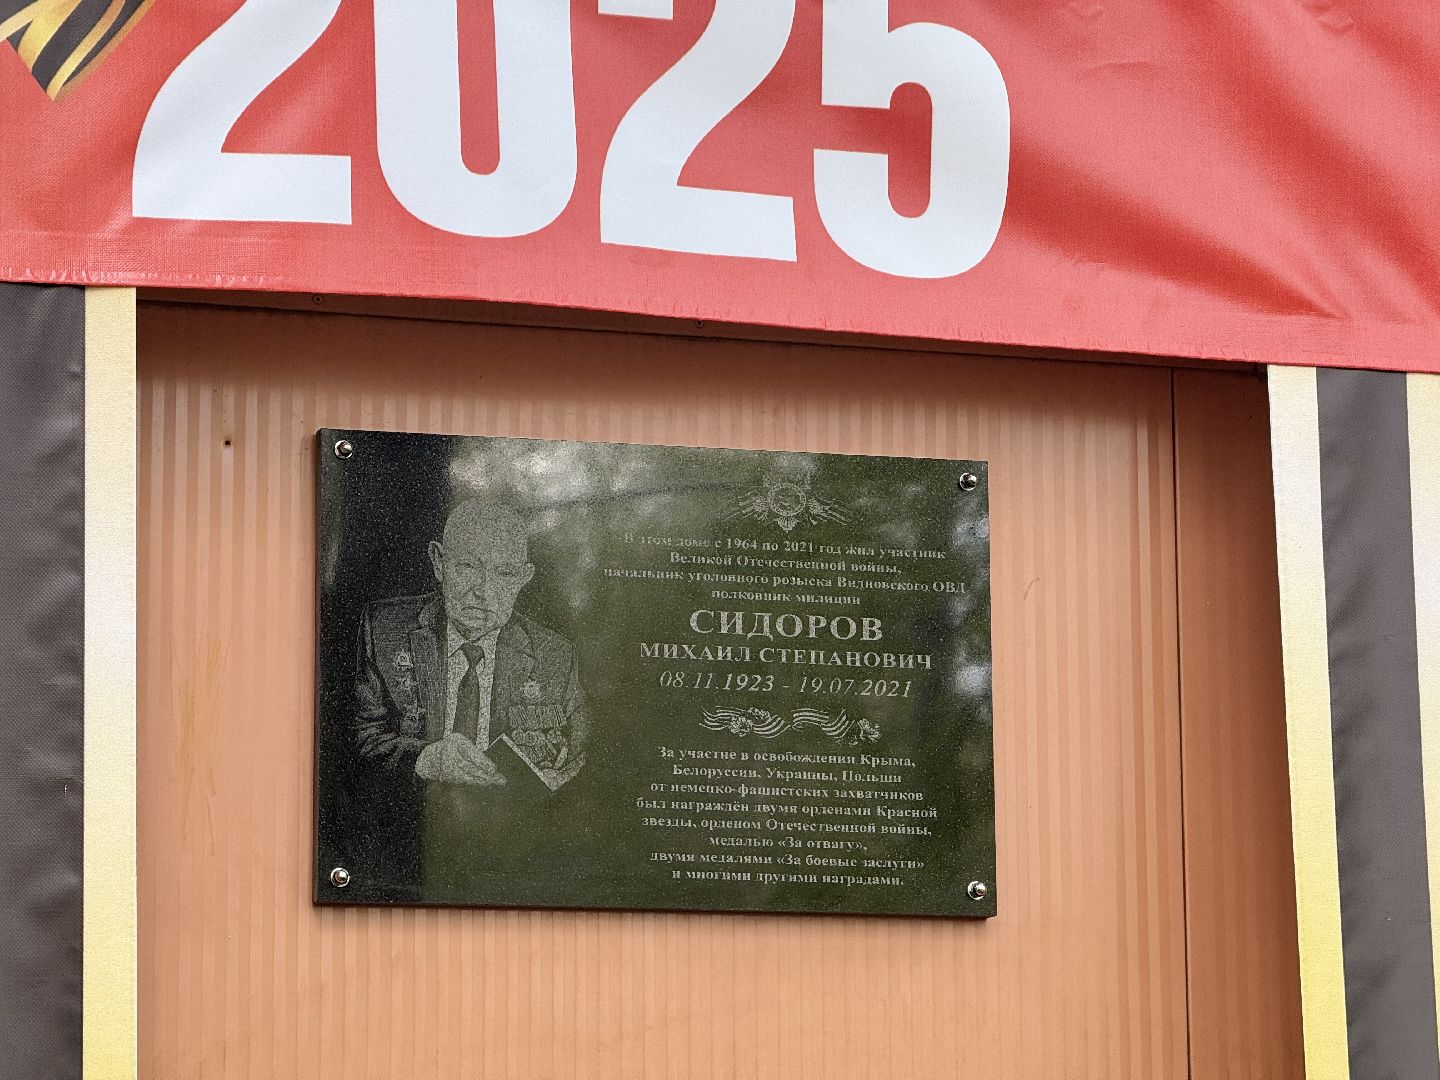 2025
В этом доме с 1964 по 2021 год жил участник
Великой Отечественной войны,
начальник уголовного розыска Видновского ОВД
полковник милиции
СИДОРОВ
МИХАИЛ СТЕПАНОВИЧ
08.11.1923 - 19.07.2021
За участие в освобождении Крыма,
Белоруссии, Украины, Польши
от немецко-фашистских захватчиков
был награждён двумя орденами Красной
звезды, орденом Отечественной войны,
медалью «За отвагу»,
двумя медалями «За боевые заслуги»
и многими другими наградами.